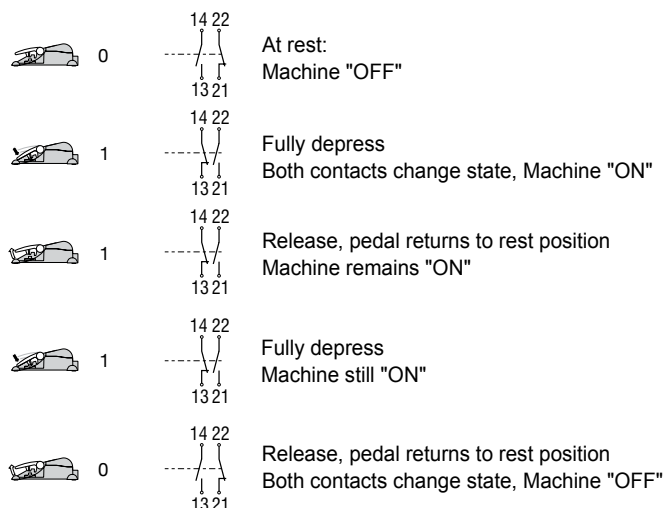 14 22
At rest:
0
Machine "OFF"
13 21
14 22
Fully depress
1
Both contacts change state, Machine "ON"
13 21
14 22
Release, pedal returns to rest position
1
Machine remains "ON"
13 21
14 22
Fully depress
1
Machine still "ON"
13 21
14 22
Release, pedal returns to rest position
0
Both contacts change state, Machine "OFF"
13 21